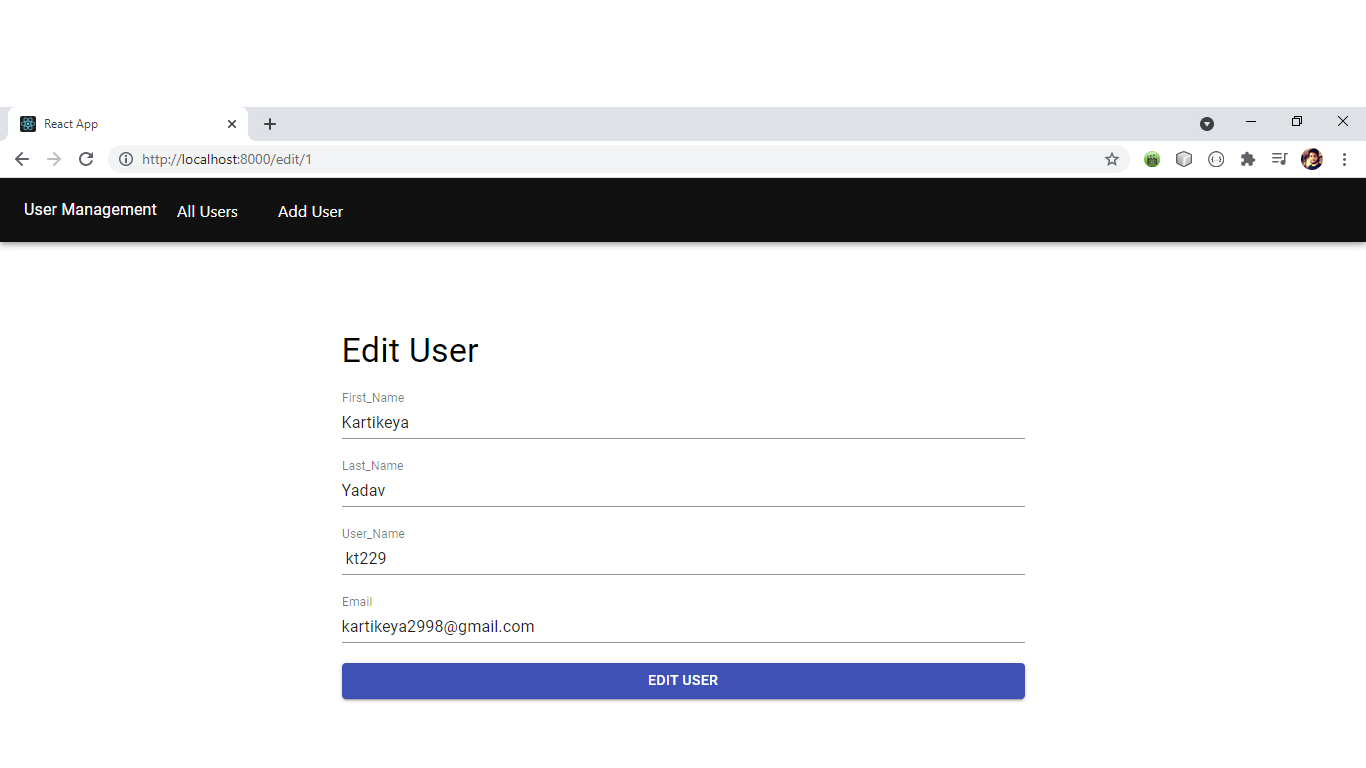 React App
http://localhost:8000/edit/1
User Management All Users Add User
Edit User
First_Name
Kartikeya
Last_Name
Yadav
User_Name
kt229
Email
kartikeya2998@gmail.com
EDIT USER